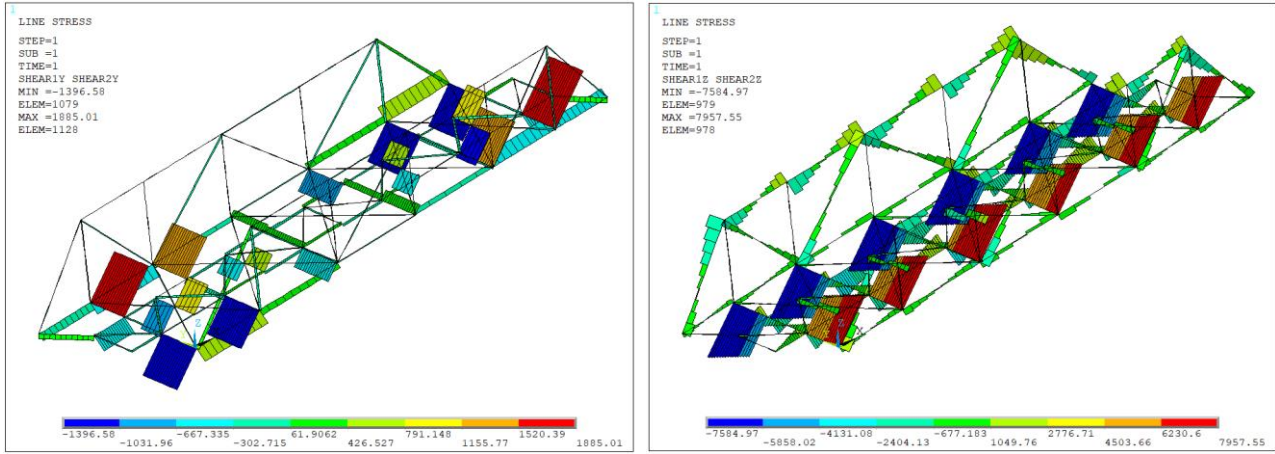 1
LINE STRESS
STEP=1
SUB =1
TIME=1
SHEAR1Y SHEAR2Y
MIN =-1396.58
ELEM=1079
MAX =1885.01
ELEM=1128
Z
-1396.58 -1031.96 -667.335 -302.715 61.9062 426.527 791.148 1155.77 1520.39 1885.01
1
LINE STRESS
STEP=1
SUB =1
TIME=1
SHEAR1Z SHEAR2Z
MIN =-7584.97
ELEM=979
MAX =7957.55
ELEM=978
Z X
-7584.97 -5858.02 -4131.08 -2404.13 -677.183 1049.76 2776.71 4503.66 6230.6 7957.55